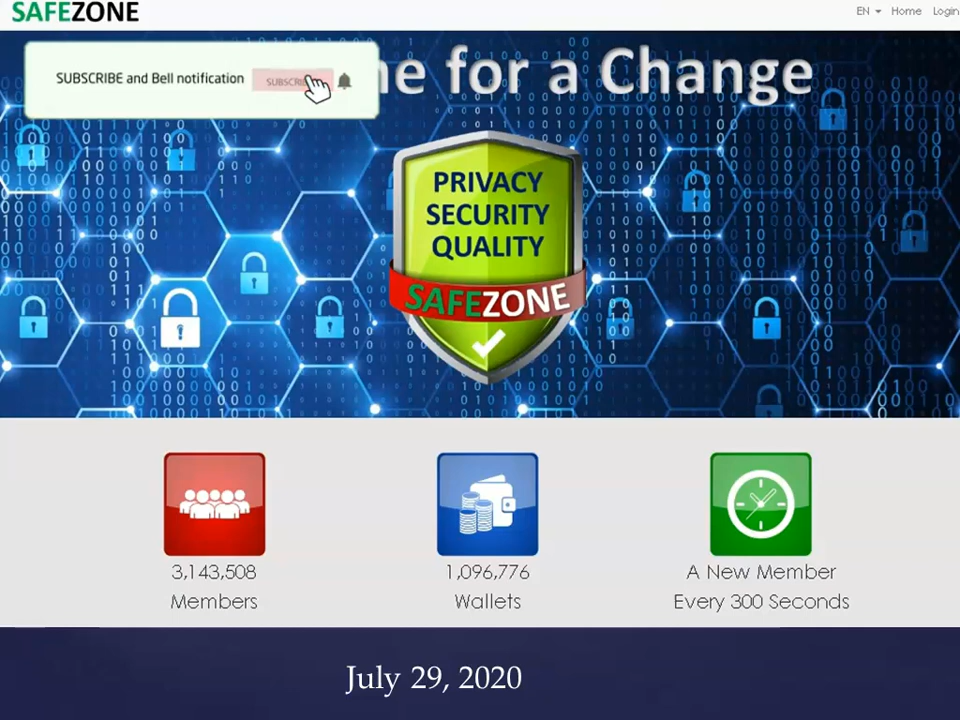 SAFEZONE
EN Home Login
SUBSCRIBE and Bell notification
for a Change
PRIVACY
SECURITY
QUALITY
SAFEZONE
3,143,508
Members
1,096,776
Wallets
A New Member
Every 300 Seconds
July 29, 2020